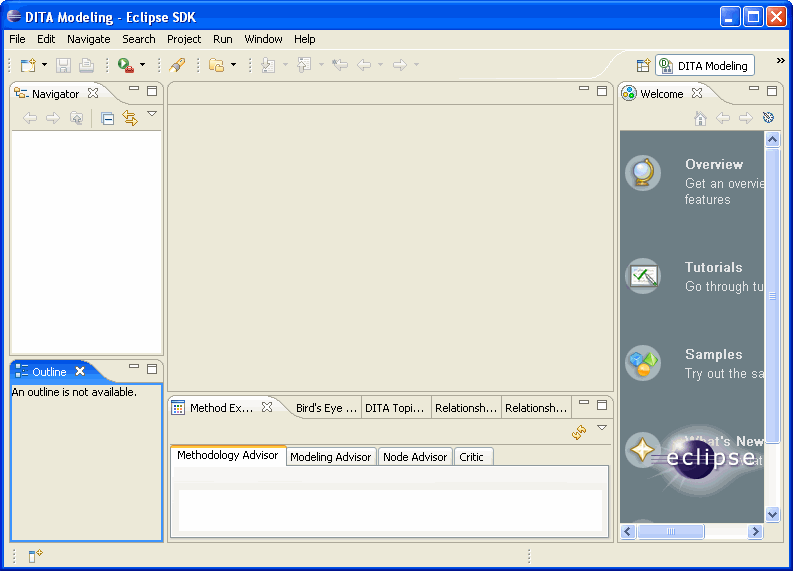 DITA Modeling - Eclipse SDK
File Edit Navigate Search Project Run Window Help
DITA Modeling
Navigator
Welcome
Overview
Get an overvie
features
Tutorials
Go through tu
Samples
Try out the sa
What's New
eclipse
Outline
An outline is not available.
Method Ex... Bird's Eye ... DITA Topi... Relationsh... Relationsh...
Methodology Advisor Modeling Advisor Node Advisor Critic